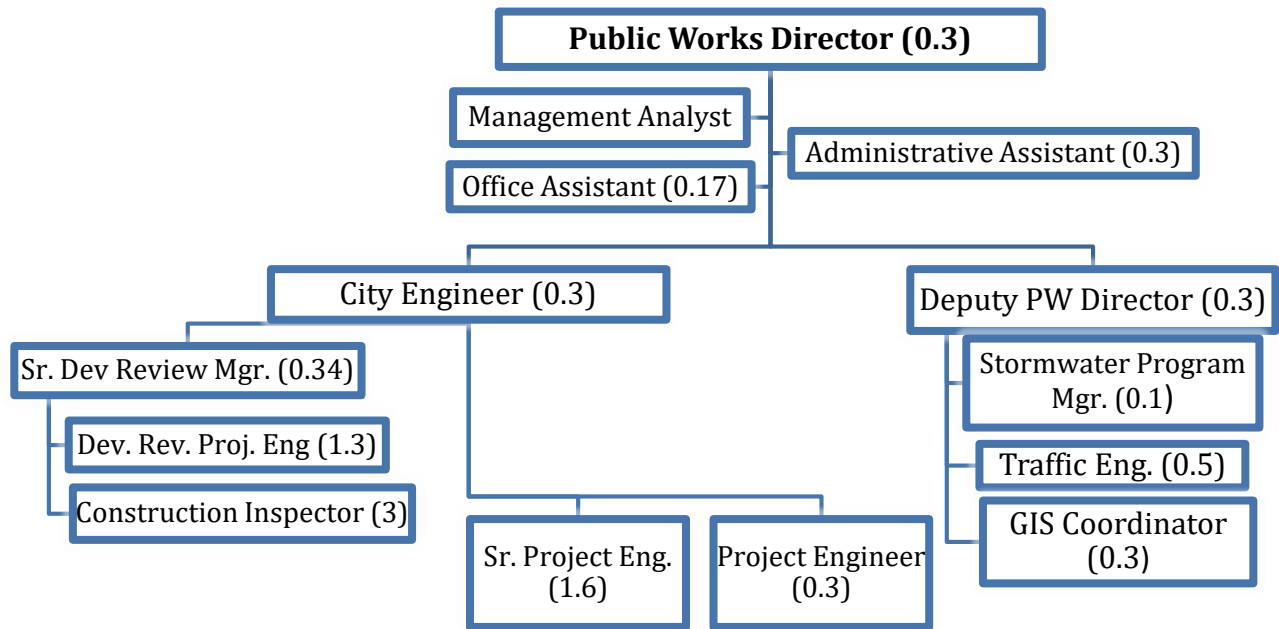 Public Works Director (0.3)
Management Analyst
Administrative Assistant (0.3)
Office Assistant (0.17)
City Engineer (0.3)
Deputy PW Director (0.3)
Sr. Dev Review Mgr. (0.34)
Dev. Rev. Proj. Eng (1.3)
Construction Inspector (3)
Sr. Project Eng.
(1.6)
Project Engineer
(0.3)
Stormwater Program
Mgr. (0.1)
Traffic Eng. (0.5)
GIS Coordinator
(0.3)